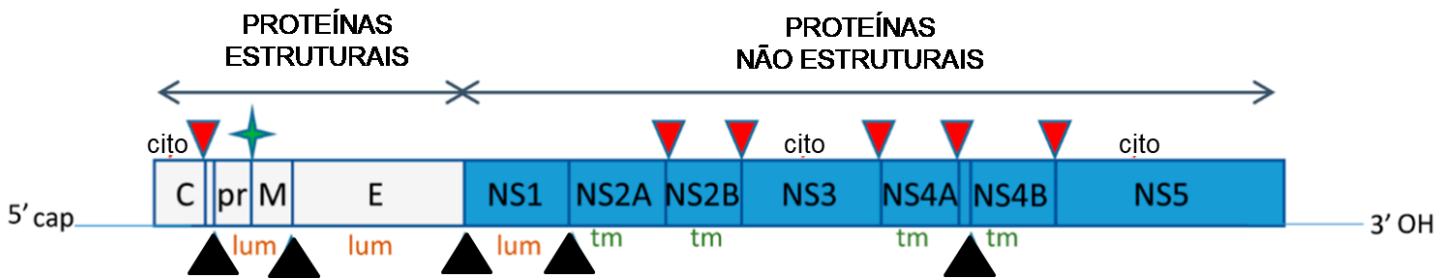 PROTEÍNAS
ESTRUTURAIS
PROTEÍNAS
NÃO ESTRUTURAIS
cito cito cito
C pr M E NS1 NS2A NS2B NS3 NS4A NS4B NS5
5’ cap 3’ OH
lum lum lum tm tm tm tm